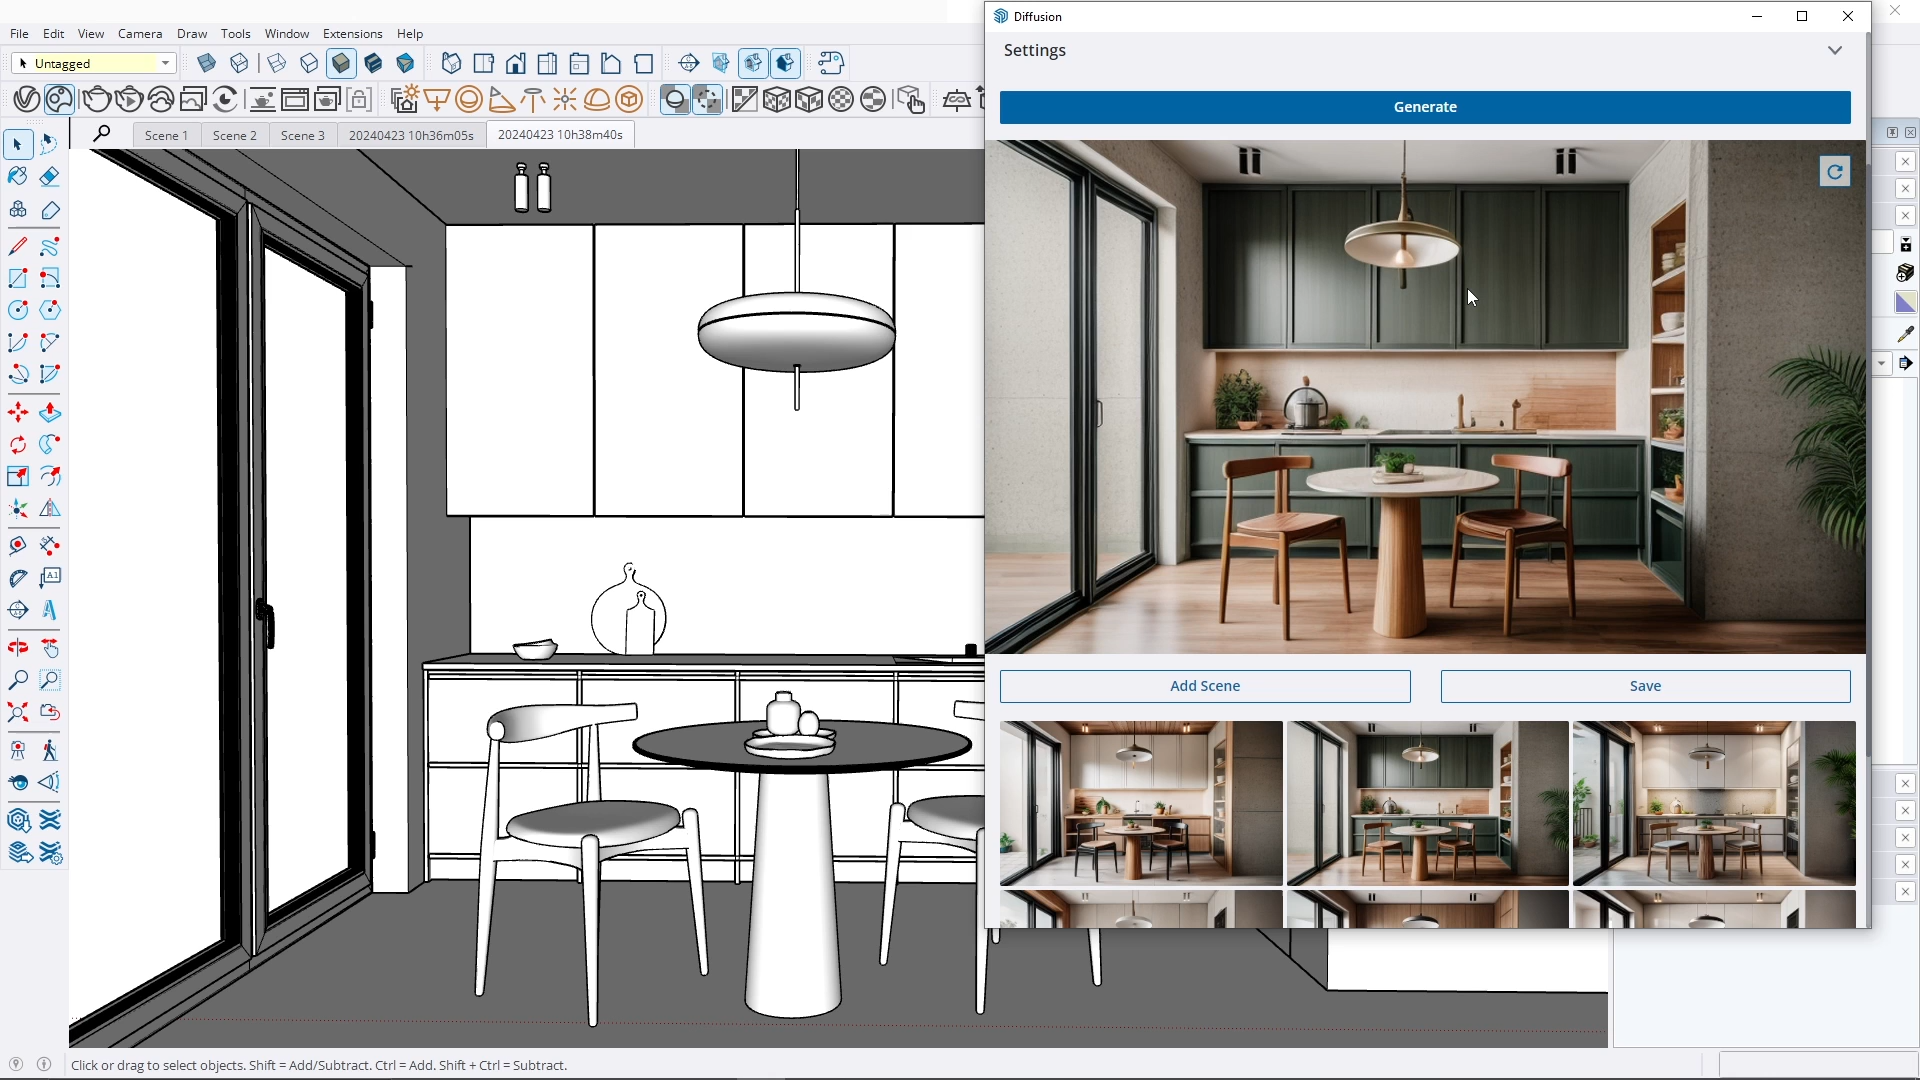 Diffusion
File Edit View Camera Draw Tools Window Extensions Help
Settings
Untagged
Generate
Scene 1 Scene 2 Scene 3 20240423 10h36m05s 20240423 10h38m40s
A1
A
Add Scene Save
Click or drag to select objects. Shift = Add/Subtract. Ctrl = Add. Shift + Ctrl = Subtract.